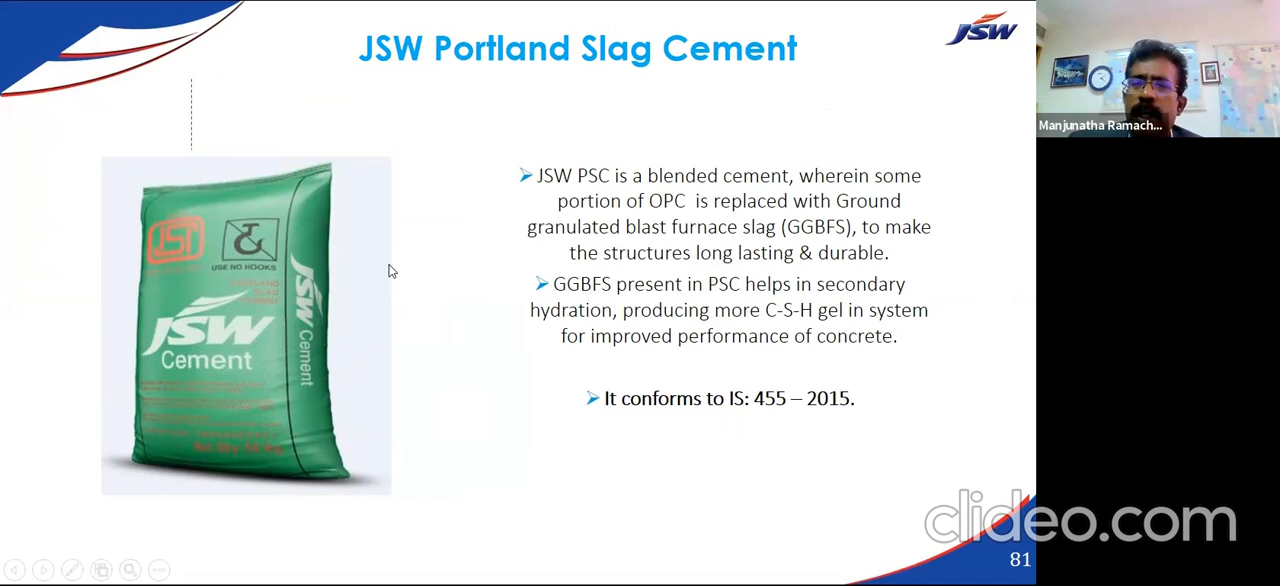 JSW Portland Slag Cement
JSW
Manjunatha Ramach...
➢JSW PSC is a blended cement, wherein some
portion of OPC is replaced with Ground
granulated blast furnace slag (GGBFS), to make
the structures long lasting & durable.
➢GGBFS present in PSC helps in secondary
hydration, producing more C-S-H gel in system
for improved performance of concrete.
➢It conforms to IS: 455 – 2015.
USE NO HOOKS
PORTLAND
SLAG
CEMENT
JSW
Cement
JSW Cement
clideo.com
81